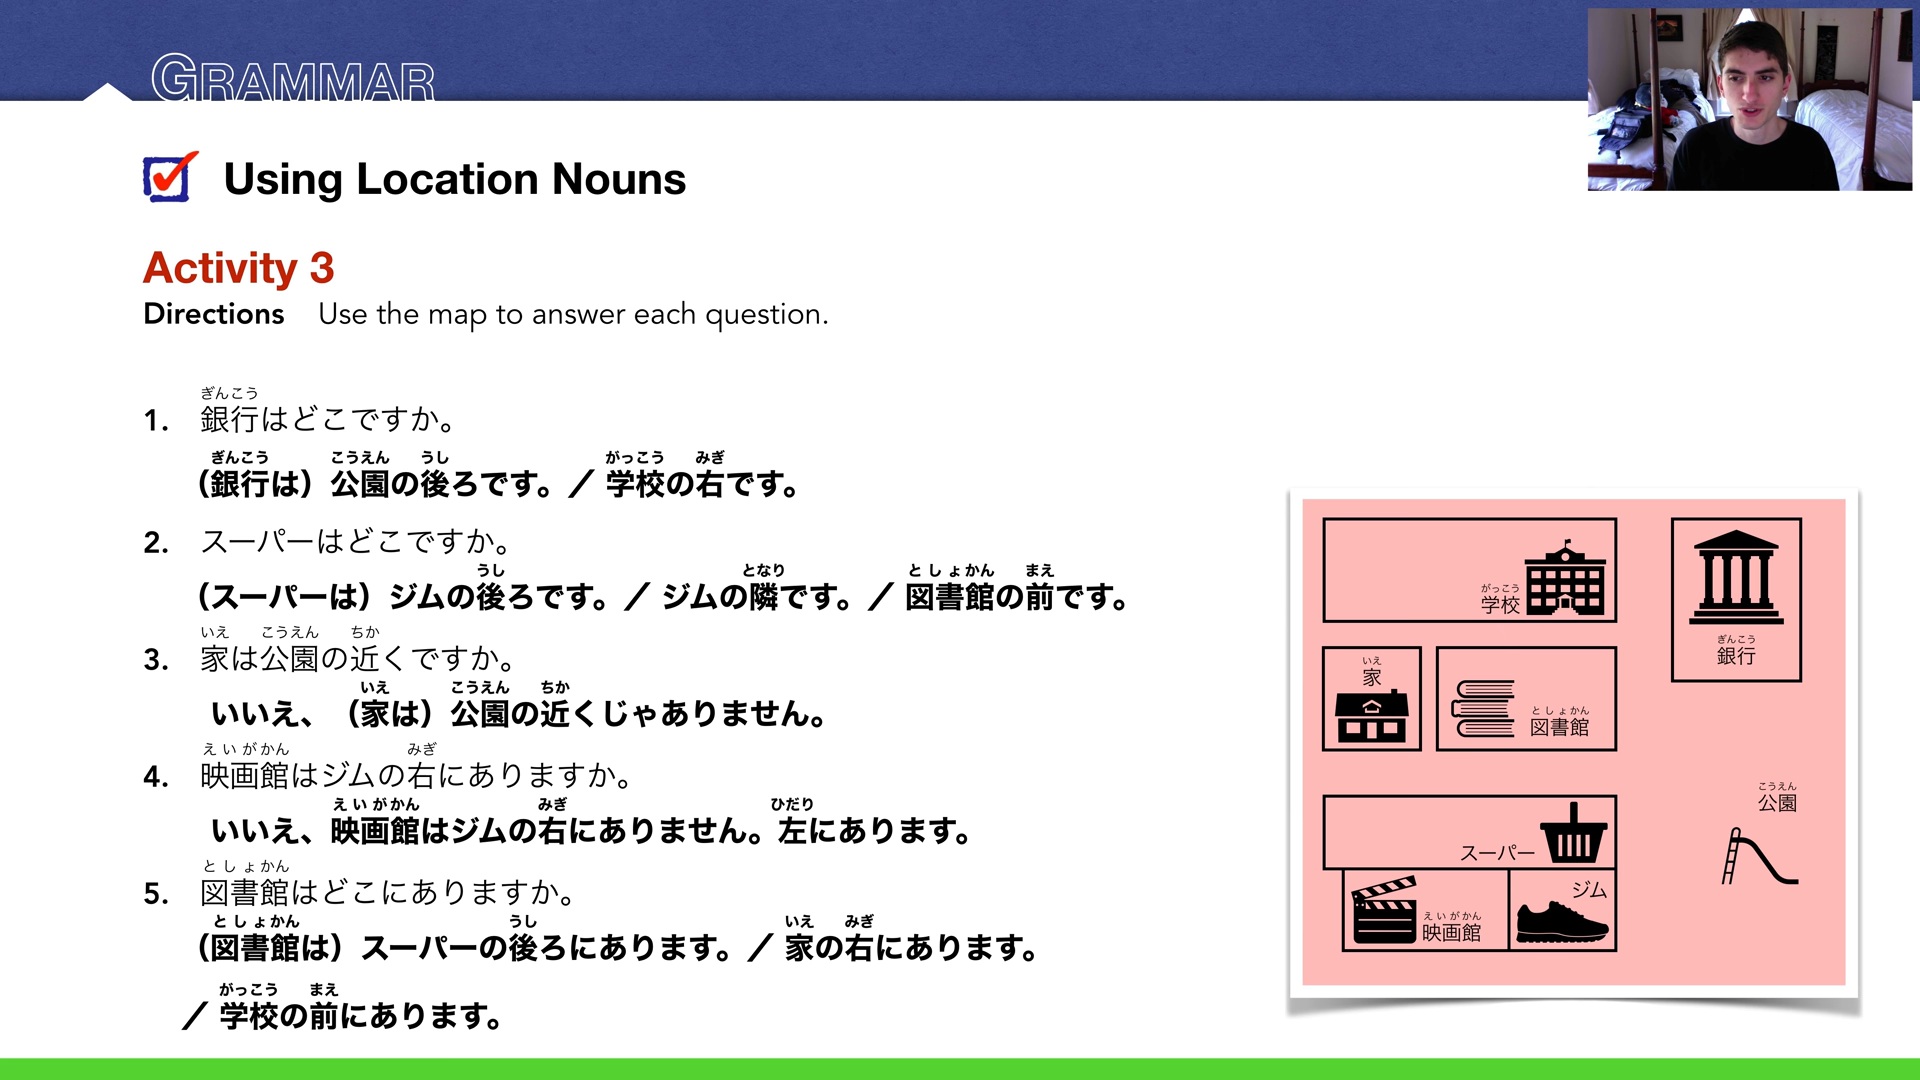 GRAMMAR
Using Location Nouns
Activity 3
Directions Use the map to answer each question.
ぎんこう
1. 銀行はどこですか。
ぎんこう こうえん うし がっこう みぎ
（銀行は）公園の後ろです。／ 学校の右です。
2. スーパーはどこですか。
うし となり としょかん まえ
（スーパーは）ジムの後ろです。／ ジムの隣です。／ 図書館の前です。
いえ こうえん ちか
3. 家は公園の近くですか。
いえ こうえん ちか
いいえ、（家は）公園の近くじゃありません。
えいがかん みぎ
4. 映画館はジムの右にありますか。
えいがかん みぎ ひだり
いいえ、映画館はジムの右にありません。左にあります。
としょかん
5. 図書館はどこにありますか。
としょかん うし いえ みぎ
（図書館は）スーパーの後ろにあります。／ 家の右にあります。
がっこう まえ
／ 学校の前にあります。
がっこう
学校
ぎんこう
銀行
いえ
家
としょかん
図書館
こうえん
公園
スーパー
ジム
えいがかん
映画館